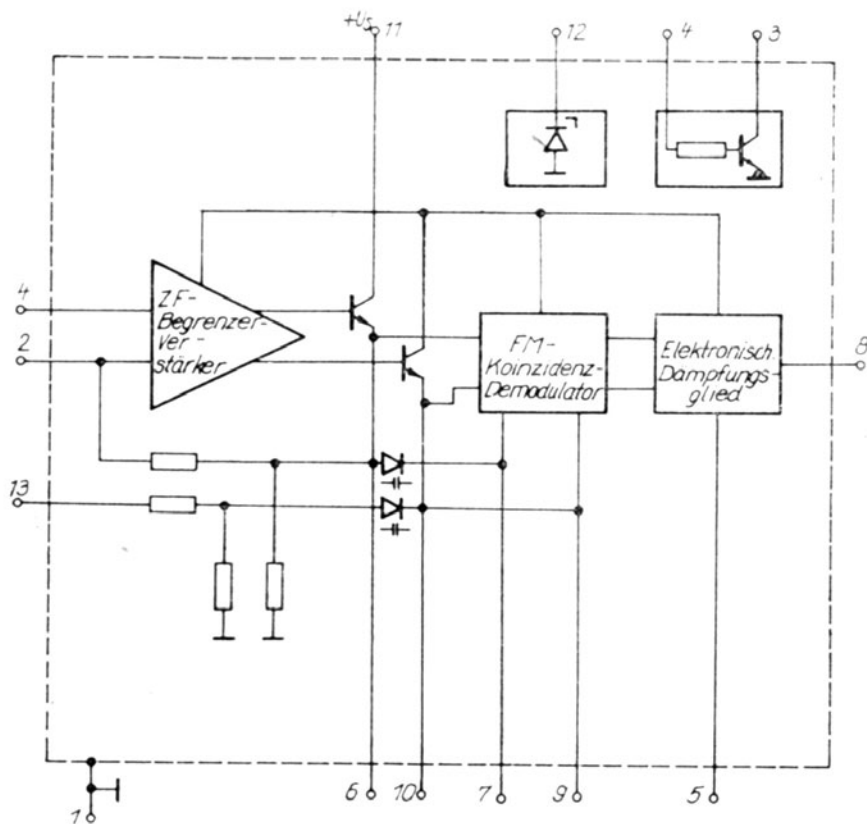 +Us 11
12
4
3
4
2
ZF-
Begrenzer-
ver-
stärker
FM-
Koinzidenz-
Demodulator
Elektronisch.
Dämpfungs-
glied
8
13
1
6
10
7
9
5